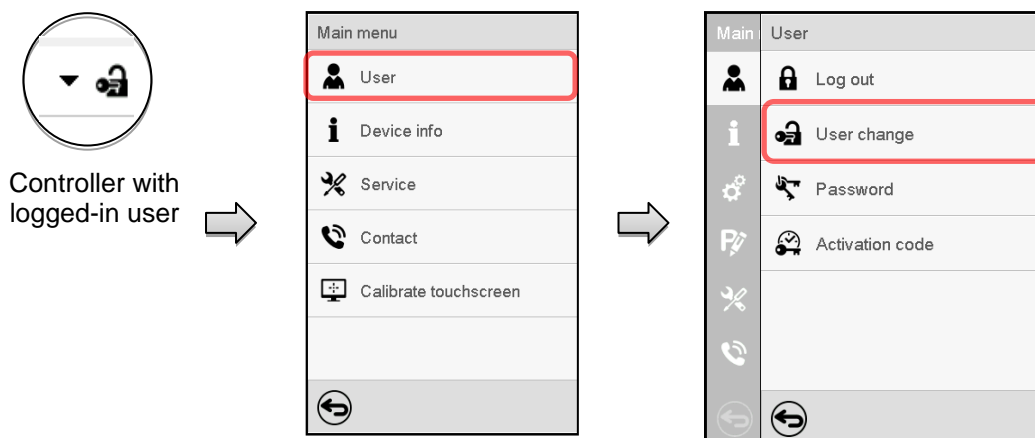 Controller with
logged-in user
Main menu
User
Device info
Service
Contact
Calibrate touchscreen
Main
User
Log out
User change
Password
Activation code